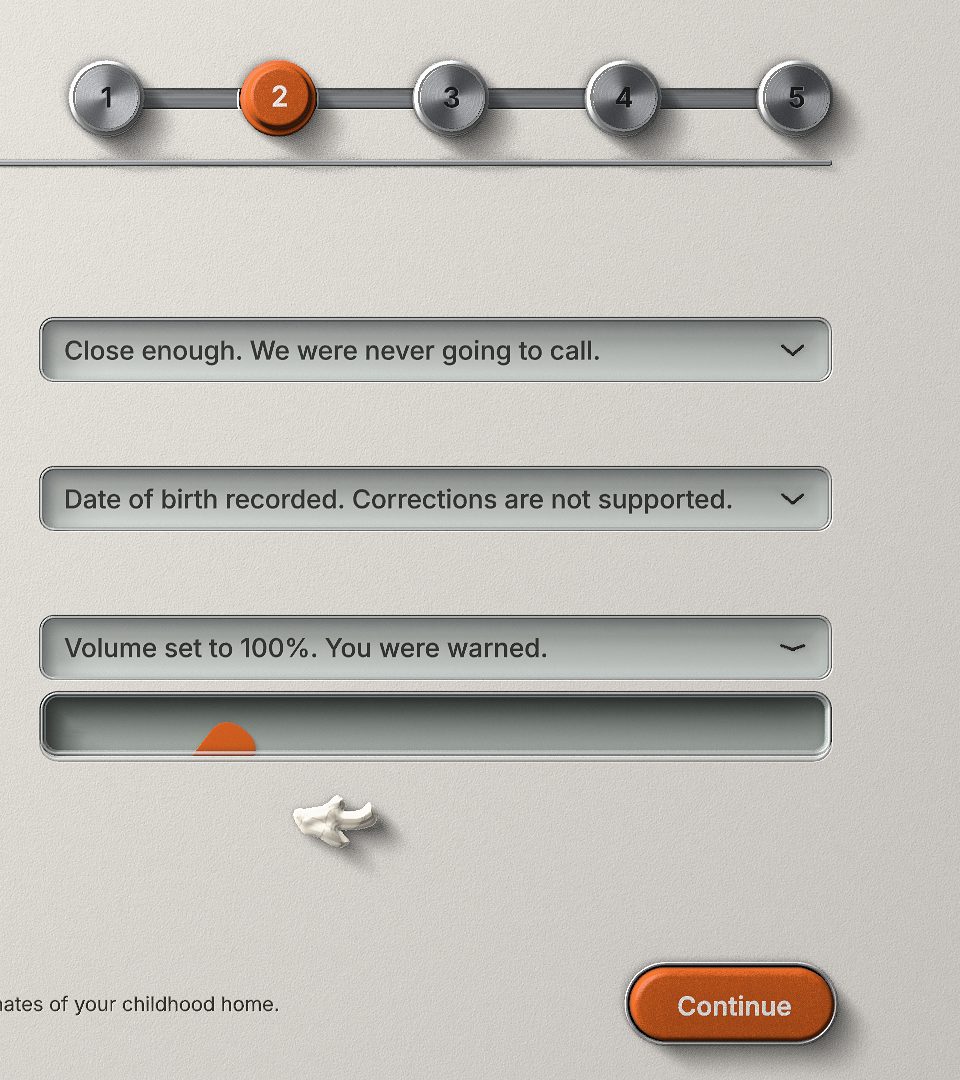 1 2 3 4 5
Close enough. We were never going to call.
Date of birth recorded. Corrections are not supported.
Volume set to 100%. You were warned.
of your childhood home.
Continue